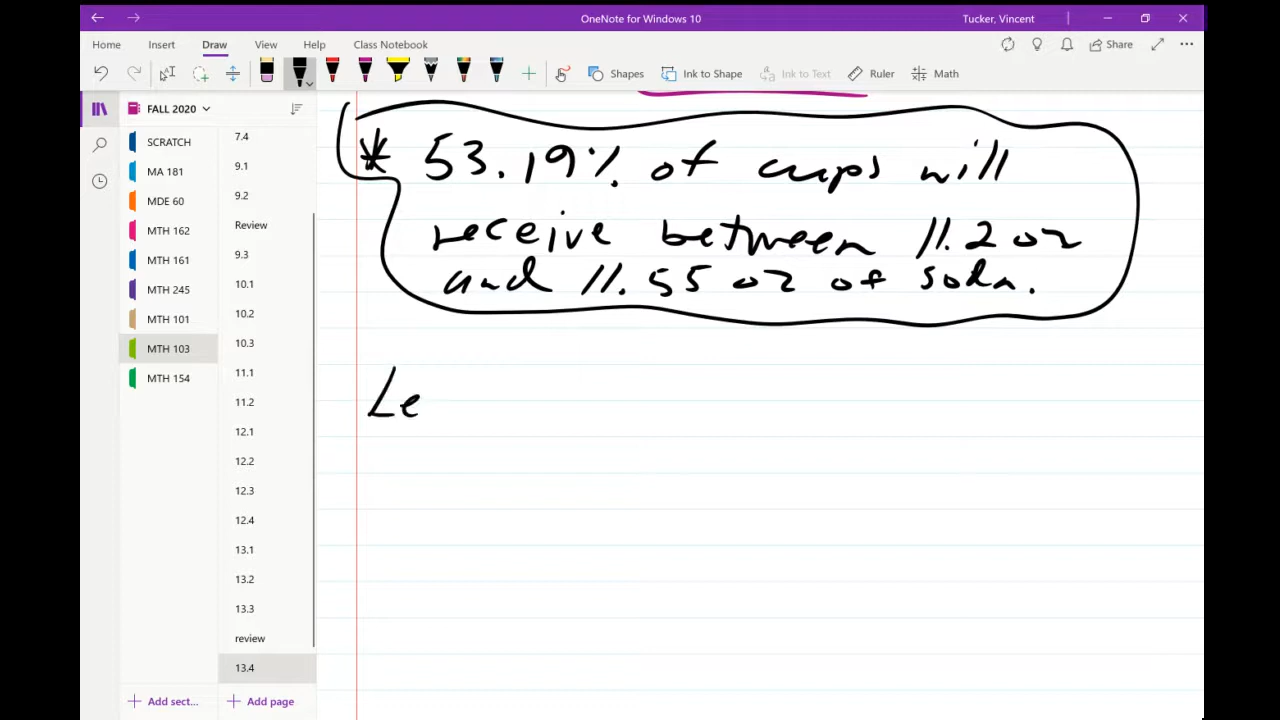 OneNote for Windows 10
Tucker, Vincent
Home Insert Draw View Help Class Notebook
Share
Shapes Ink to Shape Ink to Text Ruler Math
FALL 2020
SCRATCH
MA 181
MDE 60
MTH 162
MTH 161
MTH 245
MTH 101
MTH 103
MTH 154
Add sect...
7.4
9.1
9.2
Review
9.3
10.1
10.2
10.3
11.1
11.2
12.1
12.2
12.3
12.4
13.1
13.2
13.3
review
13.4
Add page
* 53.19% of cups will
receive between 11.2 oz
and 11.55 oz of soda.
Le